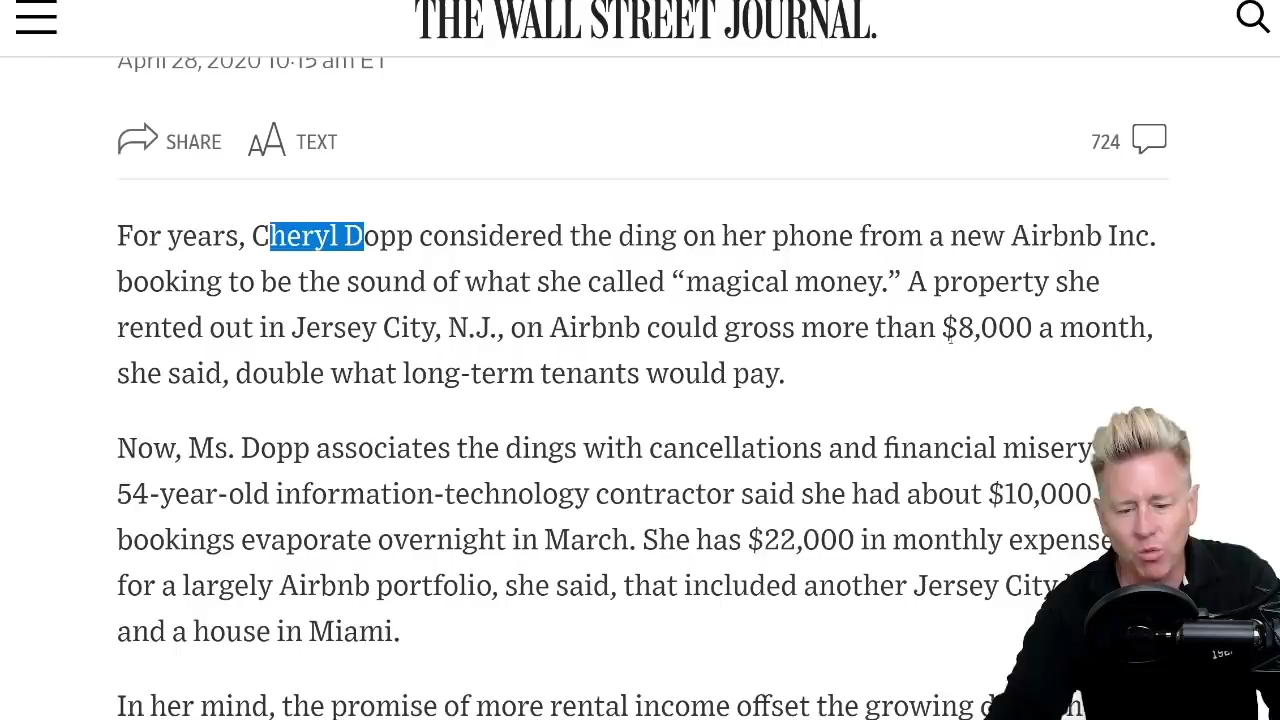 THE WALL STREET JOURNAL.
April 28, 2020 10:15 am ET
SHARE
TEXT
724
For years, Cheryl Dopp considered the ding on her phone from a new Airbnb Inc.
booking to be the sound of what she called “magical money.” A property she
rented out in Jersey City, N.J., on Airbnb could gross more than $8,000 a month,
she said, double what long-term tenants would pay.
Now, Ms. Dopp associates the dings with cancellations and financial misery
54-year-old information-technology contractor said she had about $10,000
bookings evaporate overnight in March. She has $22,000 in monthly expense
for a largely Airbnb portfolio, she said, that included another Jersey City
and a house in Miami.
In her mind, the promise of more rental income offset the growing